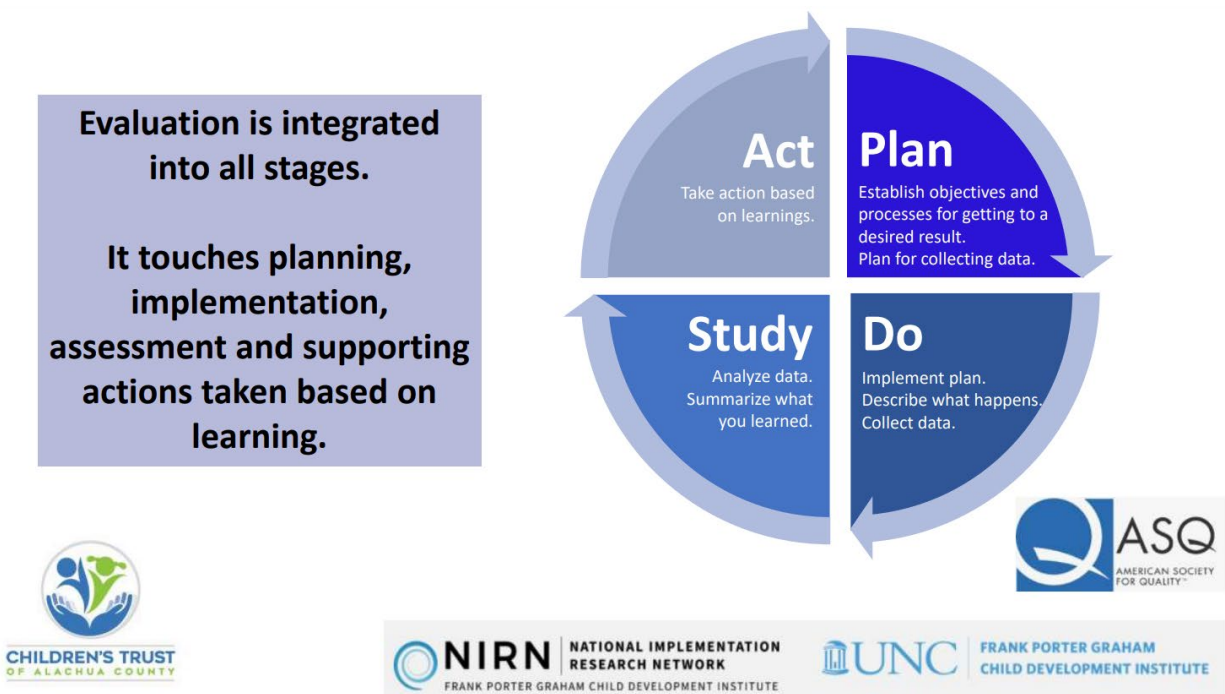 Evaluation is integrated
into all stages.
It touches planning,
implementation,
assessment and supporting
actions taken based on
learning.
Act
Take action based
on learnings.
Plan
Establish objectives and
processes for getting to a
desired result.
Plan for collecting data.
Study
Analyze data.
Summarize what
you learned.
Do
Implement plan.
Describe what happens.
Collect data.
ASQ
AMERICAN SOCIETY
FOR QUALITY™
CHILDREN'S TRUST
OF ALACHUA COUNTY
NIRN
NATIONAL IMPLEMENTATION
RESEARCH NETWORK
FRANK PORTER GRAHAM CHILD DEVELOPMENT INSTITUTE
UNC
FRANK PORTER GRAHAM
CHILD DEVELOPMENT INSTITUTE